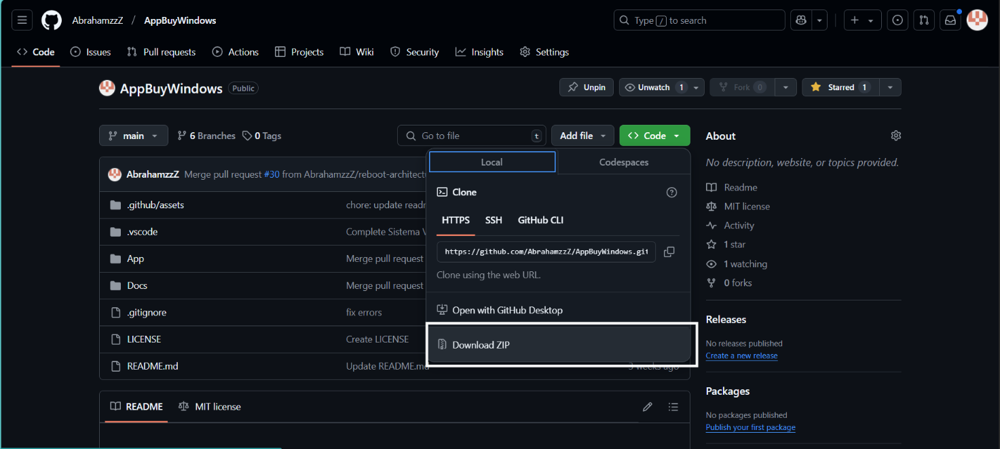 AbrahamzzZ / AppBuyWindows
Type / to search
Code Issues Pull requests Actions Projects Wiki Security Insights Settings
AppBuyWindows Public
Unpin Unwatch 1 Fork 0 Starred 1
main 6 Branches 0 Tags Go to file t Add file Code
Local Codespaces
Clone
HTTPS SSH GitHub CLI
https://github.com/AbrahamzzZ/AppBuyWindows.git
Clone using the web URL.
Open with GitHub Desktop
Download ZIP
AbrahamzzZ Merge pull request #30 from AbrahamzzZ/reboot-architectu
.github/assets chore: update readm
.vscode Complete Sistema V
App Merge pull request
Docs Merge pull request
.gitignore fix errors
LICENSE Create LICENSE
README.md Update README.md 3 weeks ago
README MIT license
About
No description, website, or topics provided.
Readme
MIT license
Activity
1 star
1 watching
0 forks
Releases
No releases published
Create a new release
Packages
No packages published
Publish your first package